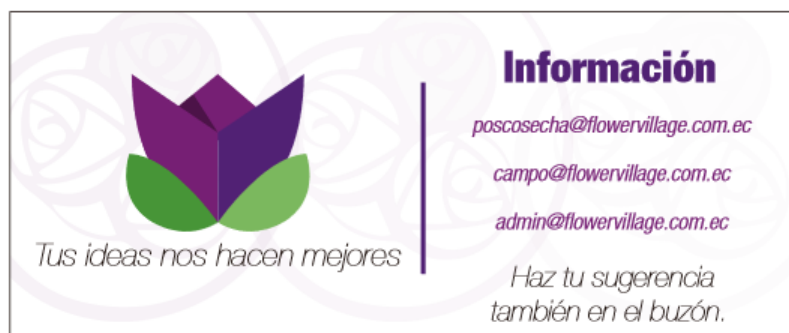 Tus ideas nos hacen mejores
Información
poscosecha@flowervillage.com.ec
campo@flowervillage.com.ec
admin@flowervillage.com.ec
Haz tu sugerencia
también en el buzón.